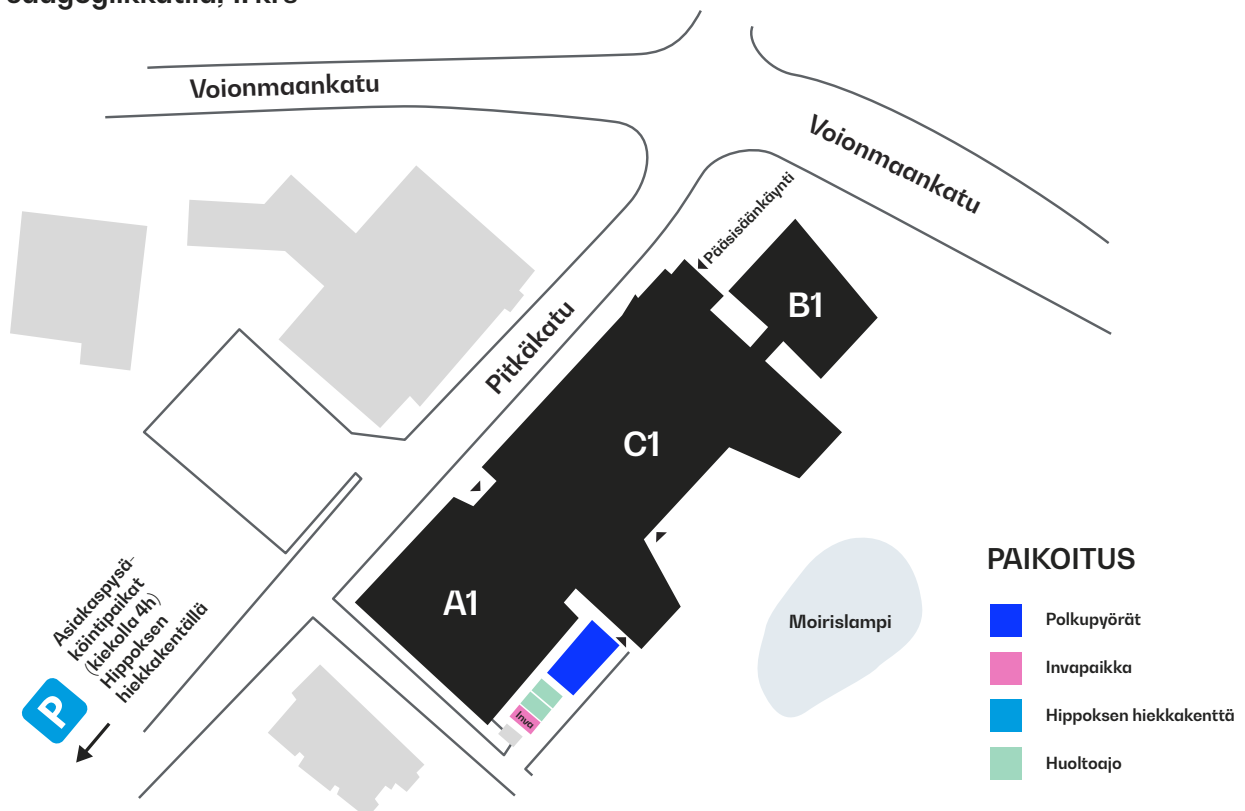 Voionmaankatu
Voionmaankatu
Pääsisäänkäynti
B1
Pitkäkatu
C1
A1
Asiakaspysä-
köintipaikat
(kiekolla 4h)
Hippoksen
hiekkakentällä
P
Inva
Moirislampi
PAIKOITUS
Polkupyörät
Invapaikka
Hippoksen hiekkakenttä
Huoltoajo